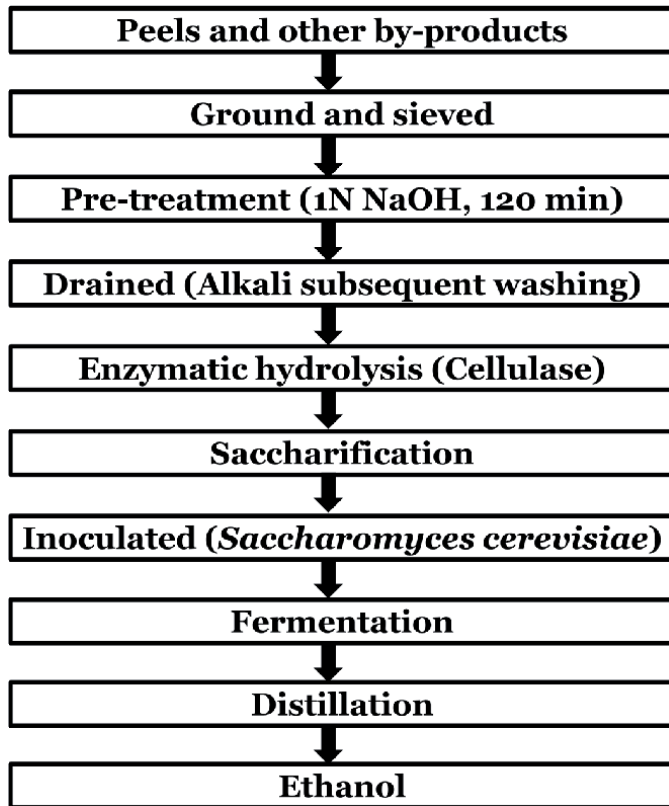 Peels and other by-products
Ground and sieved
Pre-treatment (1N NaOH, 120 min)
Drained (Alkali subsequent washing)
Enzymatic hydrolysis (Cellulase)
Saccharification
Inoculated (Saccharomyces cerevisiae)
Fermentation
Distillation
Ethanol